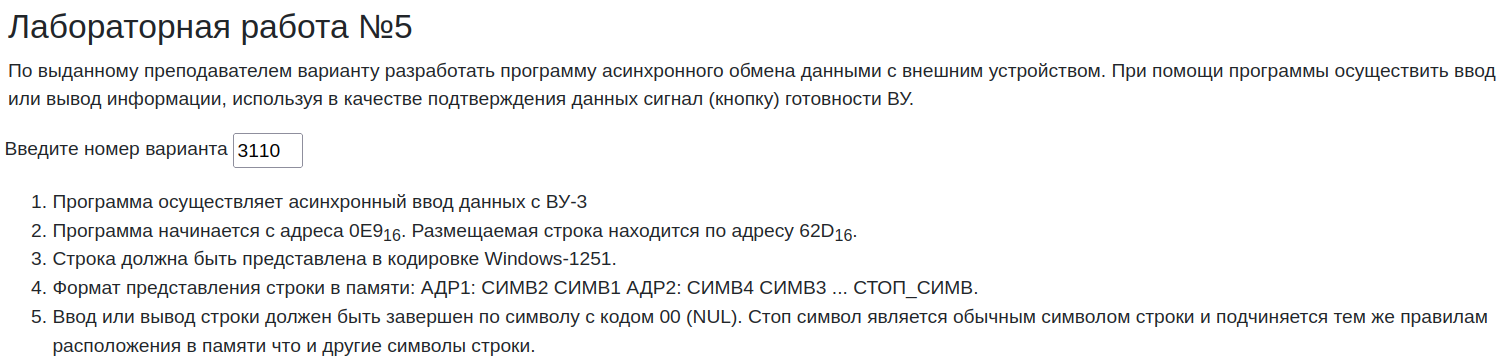 Лабораторная работа №5
По выданному преподавателем варианту разработать программу асинхронного обмена данными с внешним устройством. При помощи программы осуществить ввод
или вывод информации, используя в качестве подтверждения данных сигнал (кнопку) готовности ВУ.
Введите номер варианта 3110
1. Программа осуществляет асинхронный ввод данных с ВУ-3
2. Программа начинается с адреса 0E9₁₆. Размещаемая строка находится по адресу 62D₁₆.
3. Строка должна быть представлена в кодировке Windows-1251.
4. Формат представления строки в памяти: АДР1: СИМВ2 СИМВ1 АДР2: СИМВ4 СИМВ3 ... СТОП_СИМВ.
5. Ввод или вывод строки должен быть завершен по символу с кодом 00 (NUL). Стоп символ является обычным символом строки и подчиняется тем же правилам
расположения в памяти что и другие символы строки.